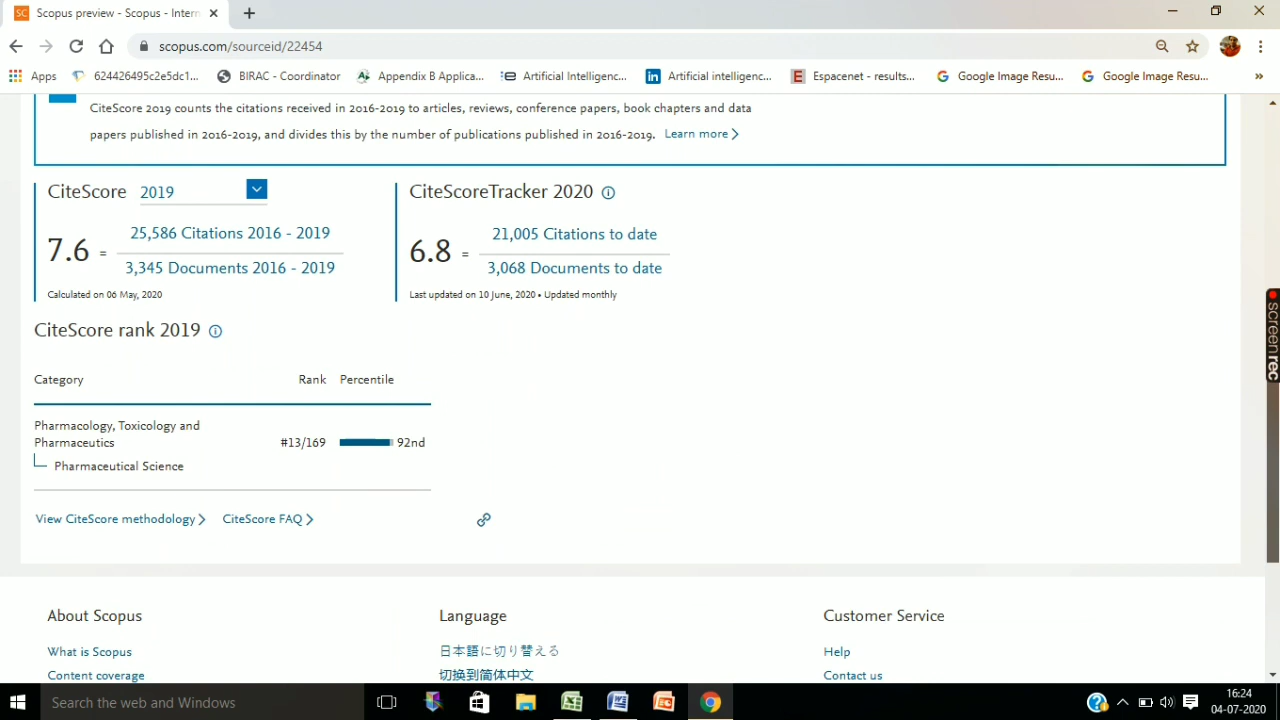 SC Scopus preview - Scopus - Intern
scopus.com/sourceid/22454
Apps 624426495c2e5dc1... BIRAC - Coordinator Appendix B Applica... Artificial Intelligenc... in Artificial intelligenc... E Espacenet - results... G Google Image Resu... G Google Image Resu... »
CiteScore 2019 counts the citations received in 2016-2019 to articles, reviews, conference papers, book chapters and data
papers published in 2016-2019, and divides this by the number of publications published in 2016-2019. Learn more
CiteScore 2019
7.6 =
25,586 Citations 2016 - 2019
3,345 Documents 2016 - 2019
Calculated on 06 May, 2020
CiteScoreTracker 2020
6.8 =
21,005 Citations to date
3,068 Documents to date
Last updated on 10 June, 2020 • Updated monthly
CiteScore rank 2019
Category Rank Percentile
Pharmacology, Toxicology and
Pharmaceutics #13/169 92nd
Pharmaceutical Science
View CiteScore methodology CiteScore FAQ
About Scopus
What is Scopus
Content coverage
Language
日本語に切り替える
切换到简体中文
Customer Service
Help
Contact us
screenrec
Search the web and Windows
16:24
04-07-2020